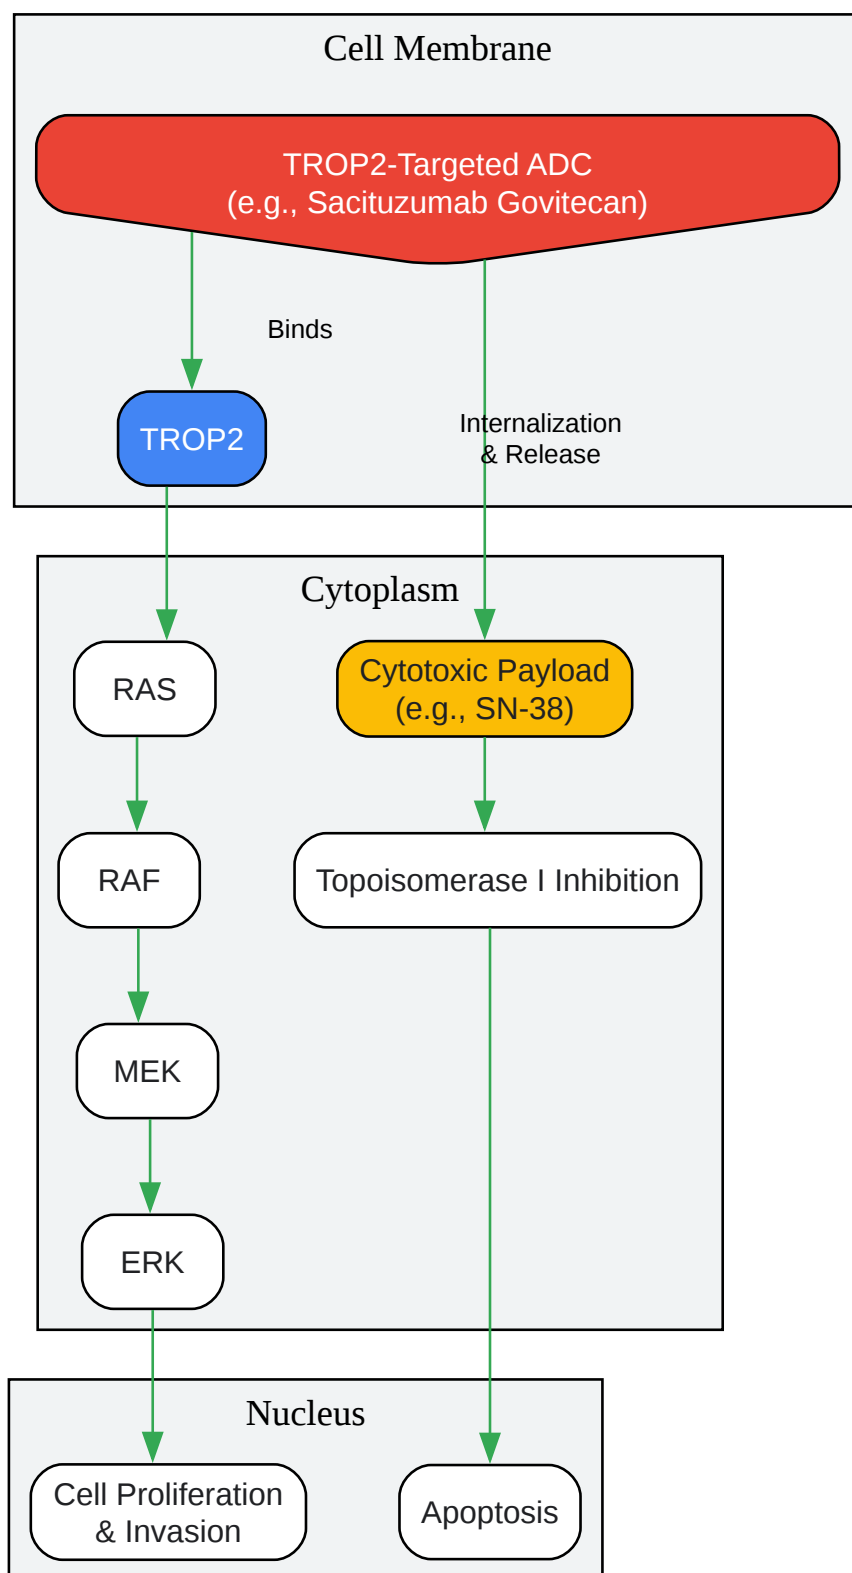 Cell Membrane
TROP2-Targeted ADC
(e.g., Sacituzumab Govitecan)
Binds
TROP2
Internalization
& Release
Cytoplasm
RAS
Cytotoxic Payload
(e.g., SN-38)
RAF
Topoisomerase I Inhibition
MEK
ERK
Nucleus
Cell Proliferation
& Invasion
Apoptosis